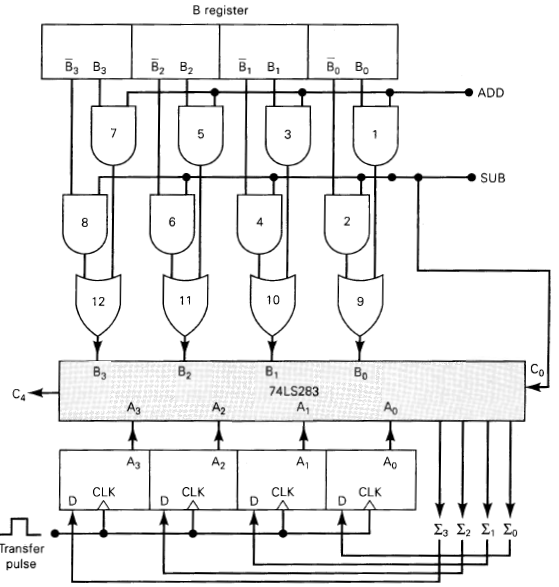 B register
B̅3 B3 B̅2 B2 B̅1 B1 B̅0 B0
ADD
7 5 3 1
SUB
8 6 4 2
12 11 10 9
B3 B2 B1 B0
C4 74LS283 C0
A3 A2 A1 A0
A3 A2 A1 A0
D CLK D CLK D CLK D CLK
Σ3 Σ2 Σ1 Σ0
Transfer
pulse